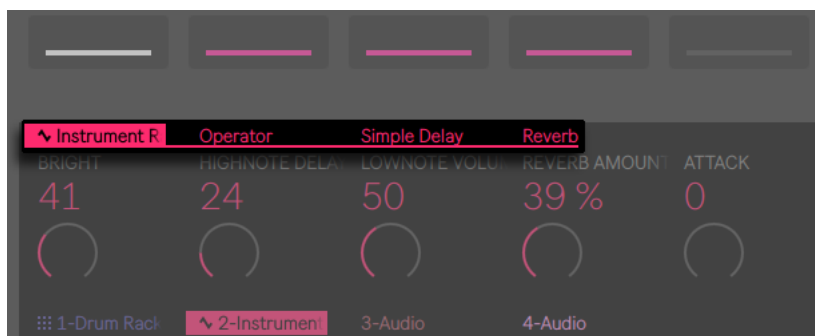 Instrument R Operator Simple Delay Reverb
BRIGHT HIGHNOTE DELA LOWNOTE VOLU REVERB AMOUNT ATTACK
41 24 50 39 % 0
1-Drum Rack 2-Instrument 3-Audio 4-Audio